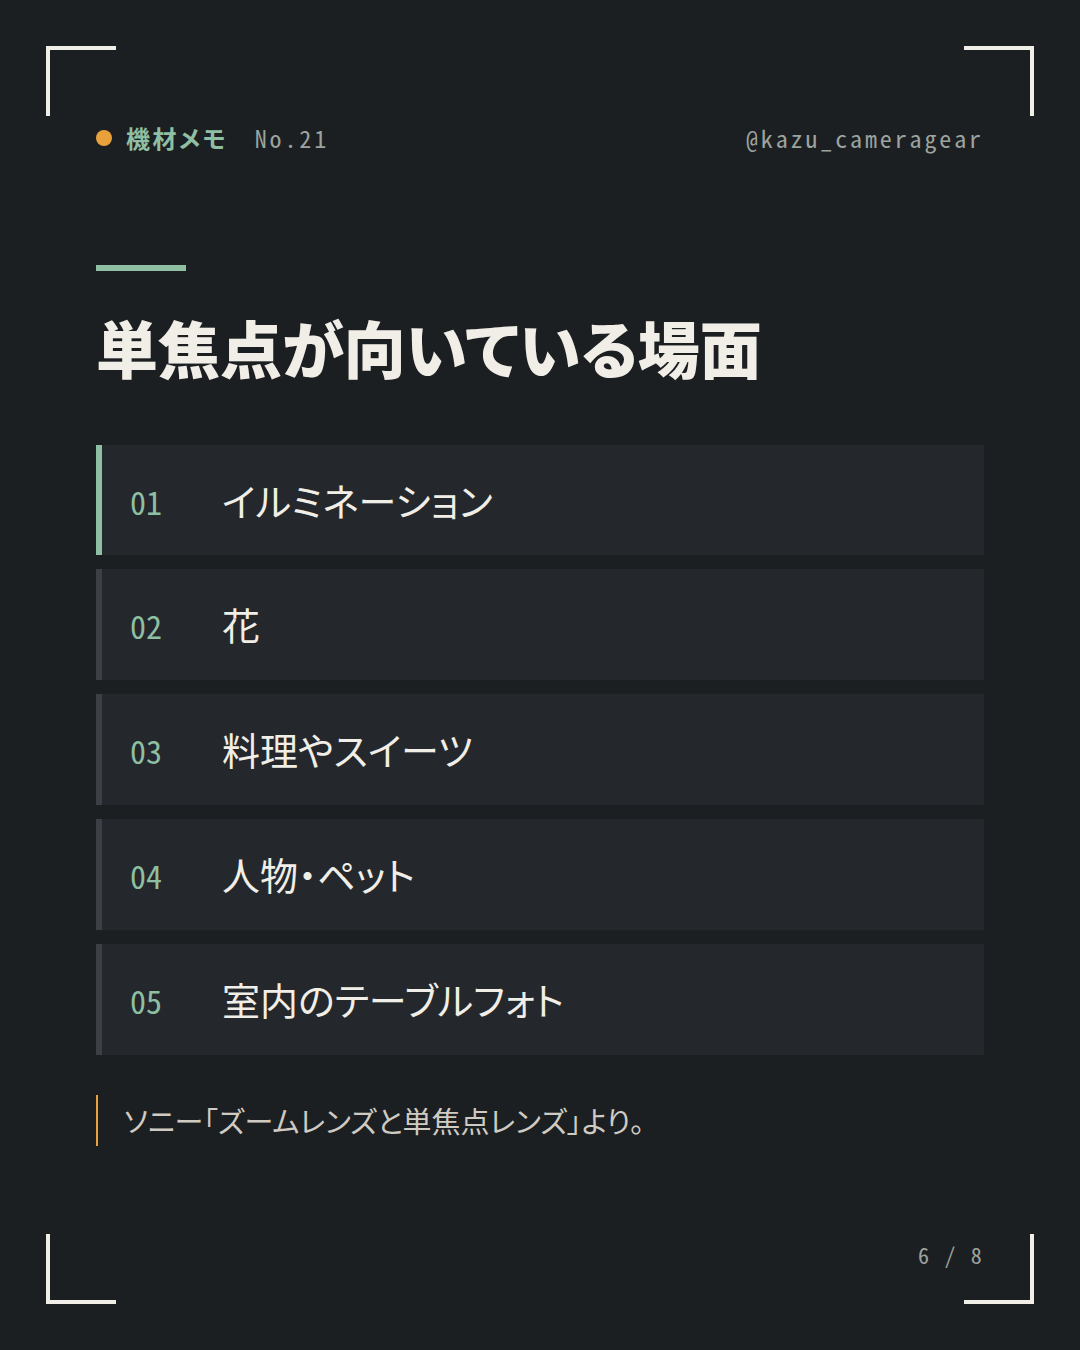 機材メモ No.21
@kazu_cameragear
単焦点が向いている場面
01 イルミネーション
02 花
03 料理やスイーツ
04 人物・ペット
05 室内のテーブルフォト
ソニー「ズームレンズと単焦点レンズ」より。
6 / 8